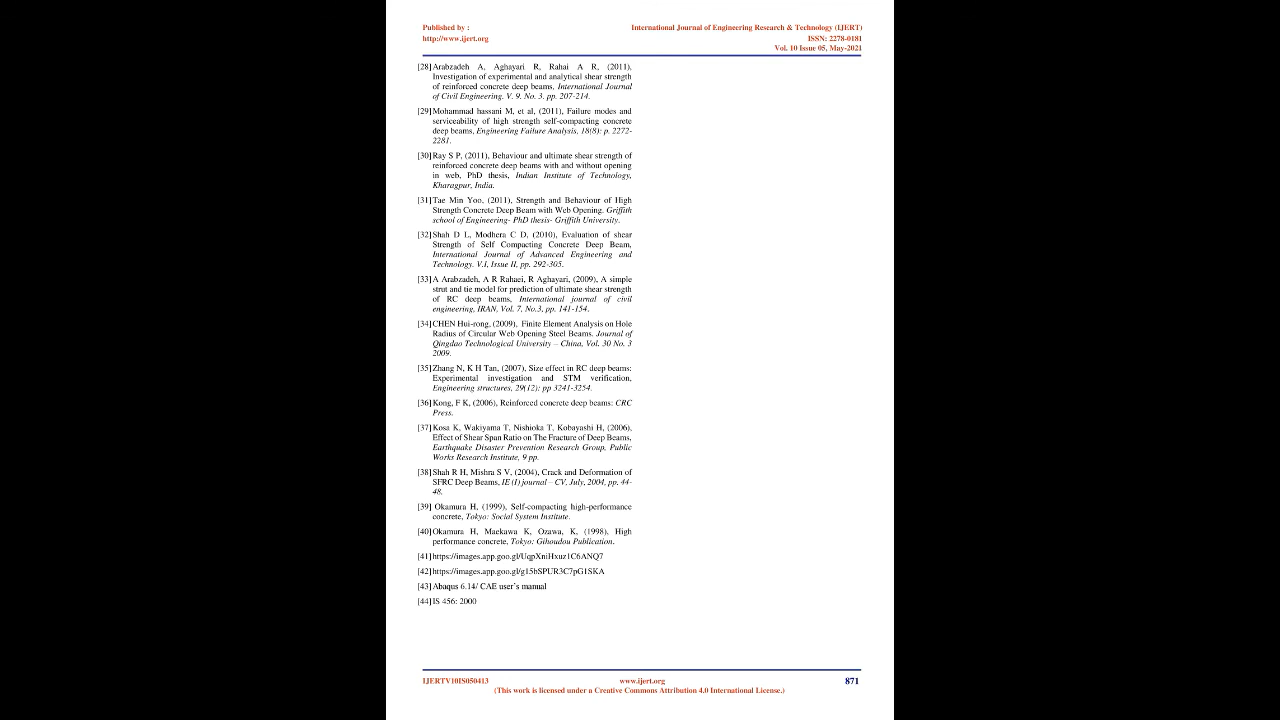 Published by :
International Journal of Engineering Research & Technology (IJERT)
http://www.ijert.org
ISSN: 2278-0181
Vol. 10 Issue 05, May-2021
[28] Arabzadeh A, Aghayari R, Rahai A R, (2011),
Investigation of experimental and analytical shear strength
of reinforced concrete deep beams, International Journal
of Civil Engineering, V. 9. No. 3. pp. 207-214.
[29] Mohammad hassani M, et al, (2011), Failure modes and
serviceability of high strength self-compacting concrete
deep beams, Engineering Failure Analysis, 18(8): p. 2272-
2281.
[30] Ray S P, (2011), Behaviour and ultimate shear strength of
reinforced concrete deep beams with and without opening
in web, PhD thesis, Indian Institute of Technology,
Kharagpur, India.
[31] Tae Min Yoo, (2011), Strength and Behaviour of High
Strength Concrete Deep Beam with Web Opening. Griffith
school of Engineering- PhD thesis- Griffith University.
[32] Shah D L, Modhera C D, (2010), Evaluation of shear
Strength of Self Compacting Concrete Deep Beam,
International Journal of Advanced Engineering and
Technology. V.I, Issue II, pp. 292-305.
[33] A Arabzadeh, A R Rahaei, R Aghayari, (2009), A simple
strut and tie model for prediction of ultimate shear strength
of RC deep beams, International journal of civil
engineering, IRAN, Vol. 7, No.3, pp. 141-154.
[34] CHEN Hui-rong, (2009), Finite Element Analysis on Hole
Radius of Circular Web Opening Steel Beams. Journal of
Qingdao Technological University – China, Vol. 30 No. 3
2009.
[35] Zhang N, K H Tan, (2007), Size effect in RC deep beams:
Experimental investigation and STM verification,
Engineering structures, 29(12): pp 3241-3254.
[36] Kong, F K, (2006), Reinforced concrete deep beams: CRC
Press.
[37] Kosa K, Wakiyama T, Nishioka T, Kobayashi H, (2006),
Effect of Shear Span Ratio on The Fracture of Deep Beams,
Earthquake Disaster Prevention Research Group, Public
Works Research Institute, 9 pp.
[38] Shah R H, Mishra S V, (2004), Crack and Deformation of
SFRC Deep Beams, IE (I) journal – CV, July, 2004, pp. 44-
48.
[39] Okamura H, (1999), Self-compacting high-performance
concrete, Tokyo: Social System Institute.
[40] Okamura H, Maekawa K, Ozawa, K, (1998), High
performance concrete, Tokyo: Gihoudou Publication.
[41] https://images.app.goo.gl/UqpXniHxuz1C6ANQ7
[42] https://images.app.goo.gl/g15bSPUR3C7pG1SKA
[43] Abaqus 6.14/ CAE user's manual
[44] IS 456: 2000
IJERTV10IS050413
www.ijert.org
871
(This work is licensed under a Creative Commons Attribution 4.0 International License.)